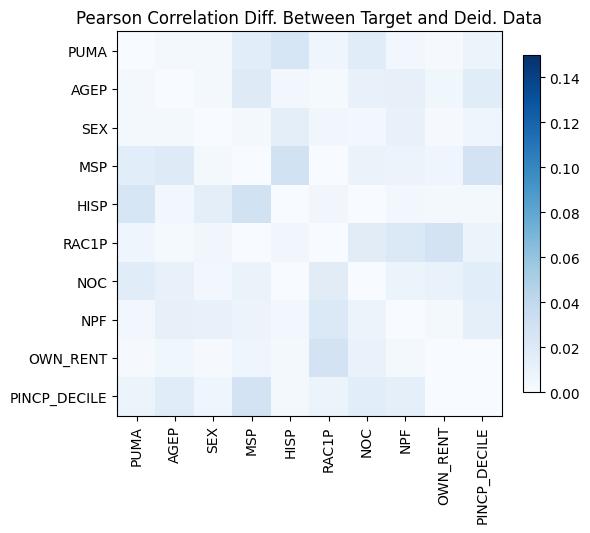 Pearson Correlation Diff. Between Target and Deid. Data
PUMA
AGEP
SEX
MSP
HISP
RAC1P
NOC
NPF
OWN_RENT
PINCP_DECILE
PUMA
AGEP
SEX
MSP
HISP
RAC1P
NOC
NPF
OWN_RENT
PINCP_DECILE
0.14
0.12
0.10
0.08
0.06
0.04
0.02
0.00